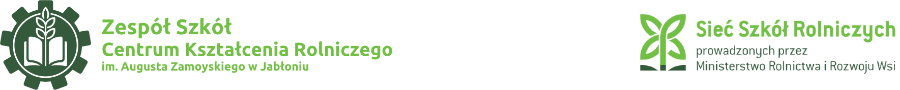 Zespół Szkół
Centrum Kształcenia Rolniczego
im. Augusta Zamoyskiego w Jabłoniu
Sieć Szkół Rolniczych
prowadzonych przez
Ministerstwo Rolnictwa i Rozwoju Wsi